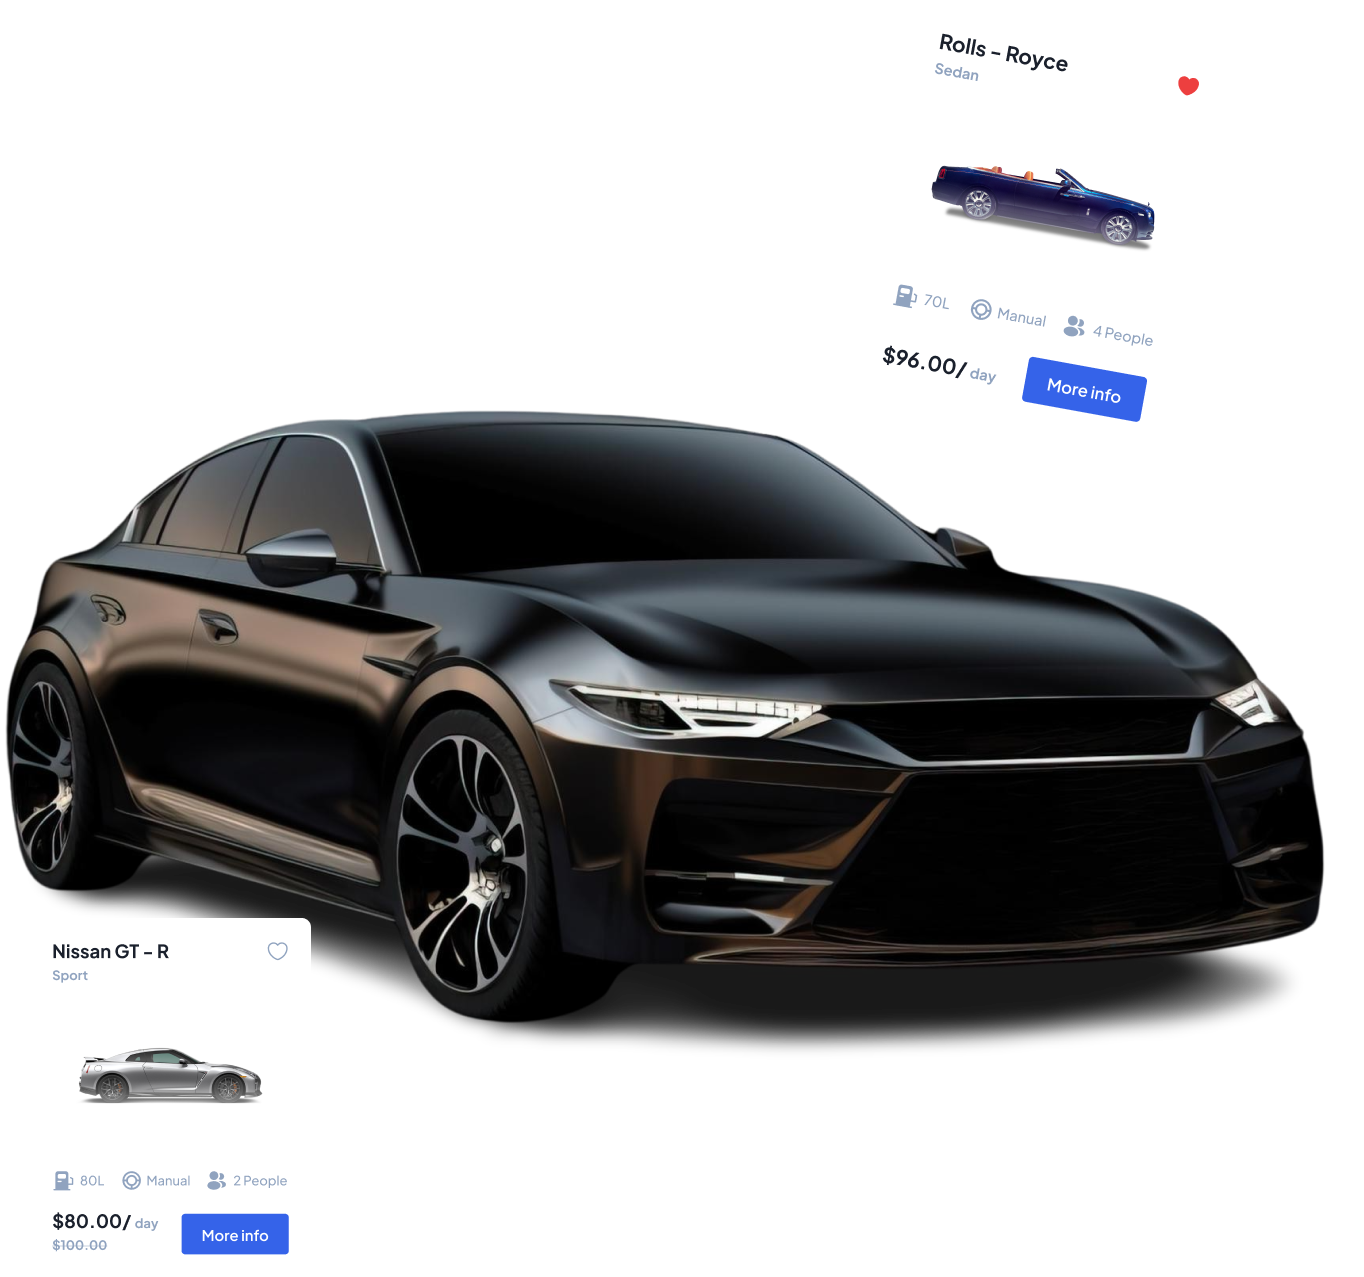 Rolls - Royce
Sedan
70L Manual 4 People
$96.00/ day
More info
Nissan GT - R
Sport
80L Manual 2 People
$80.00/ day
$100.00
More info